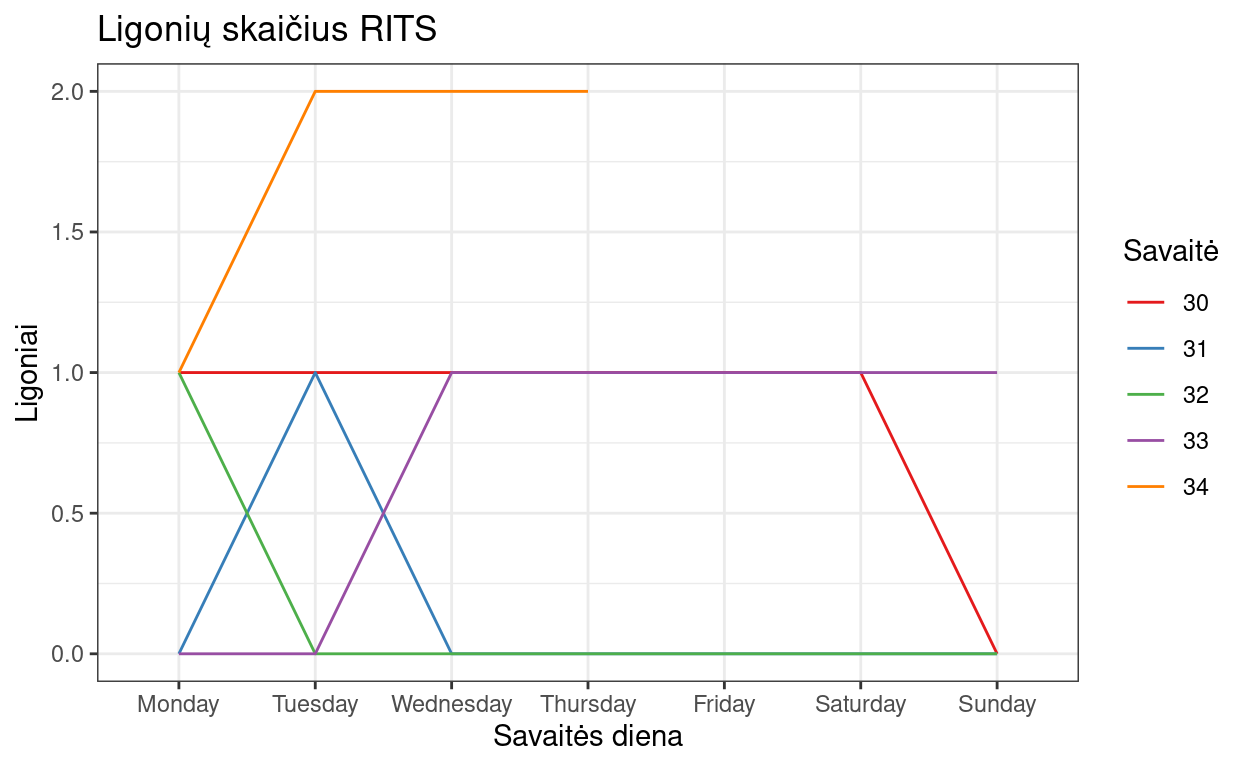 Ligonių skaičius RITS
2.0
1.5
1.0
0.5
0.0
Ligoniai
Monday Tuesday Wednesday Thursday Friday Saturday Sunday
Savaitės diena
Savaitė
30
31
32
33
34